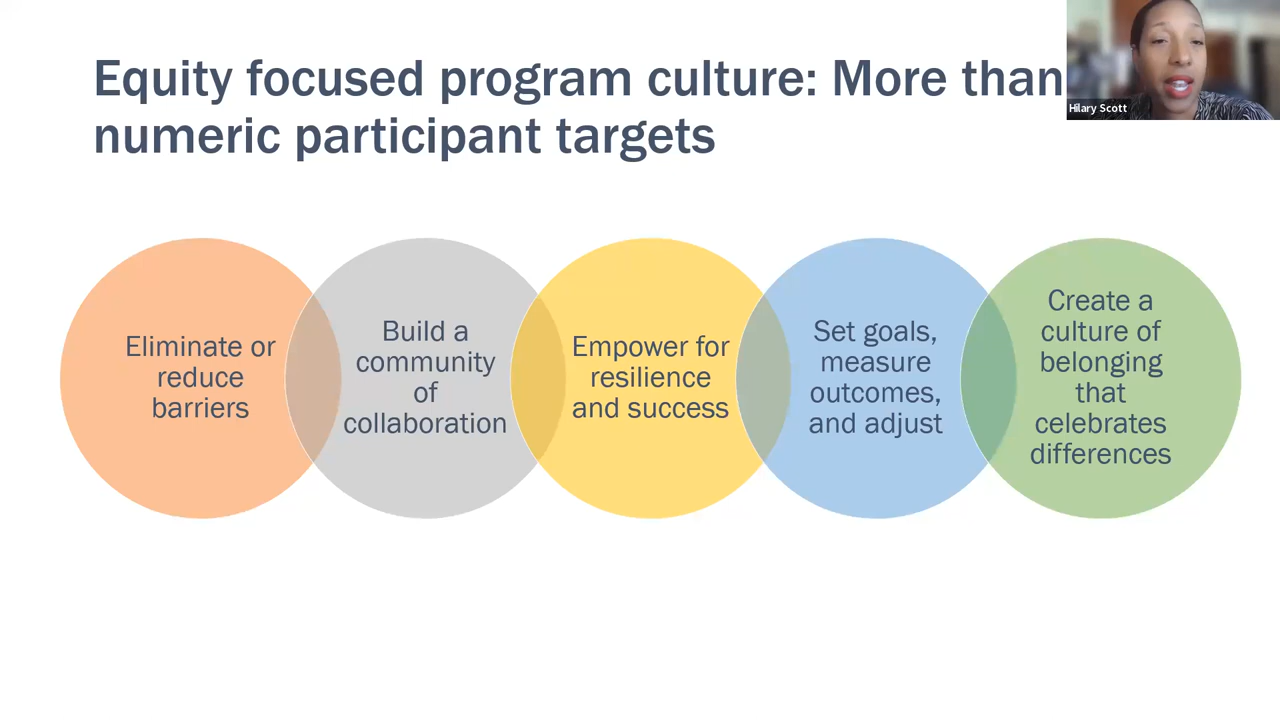 Equity focused program culture: More than
numeric participant targets
Hilary Scott
Eliminate or
reduce
barriers
Build a
community
of
collaboration
Empower for
resilience
and success
Set goals,
measure
outcomes,
and adjust
Create a
culture of
belonging
that
celebrates
differences